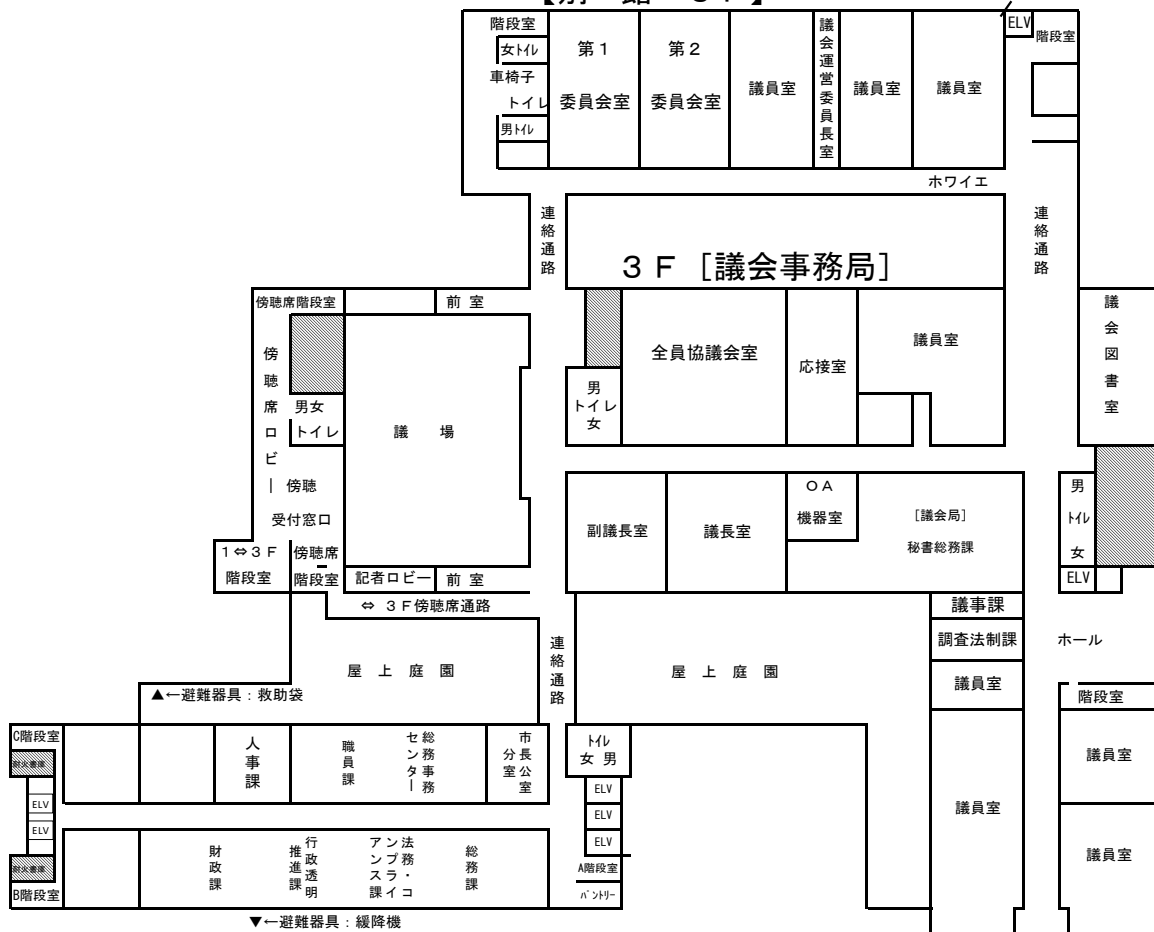 階段室
女トイレ
車椅子
トイレ
男トイレ
第1
委員会室
第2
委員会室
議員室
議会運営委員長室
議員室
議員室
ELV
階段室
ホワイエ
連絡通路
連絡通路
3F［議会事務局］
傍聴席階段室
前室
傍聴席ロビー
男女
トイレ
議場
傍聴
受付窓口
1⇔3F
階段室
傍聴席
階段室
記者ロビー
前室
⇔ 3F傍聴席通路
男
トイレ
女
全員協議会室
応接室
議員室
議会図書室
副議長室
議長室
OA
機器室
［議会局］
秘書総務課
男
トイレ
女
ELV
議事課
調査法制課
ホール
議員室
階段室
議員室
議員室
議員室
屋上庭園
連絡通路
屋上庭園
▲←避難器具：救助袋
C階段室
耐火書庫
ELV
ELV
耐火書庫
B階段室
人事課
職員課
総務事務
センター
市長公室
分室
トイレ
女 男
ELV
ELV
ELV
A階段室
パントリー
財政課
行政透明
推進課
法務・コ
ンプライ
アンス課
総務課
▼←避難器具：緩降機